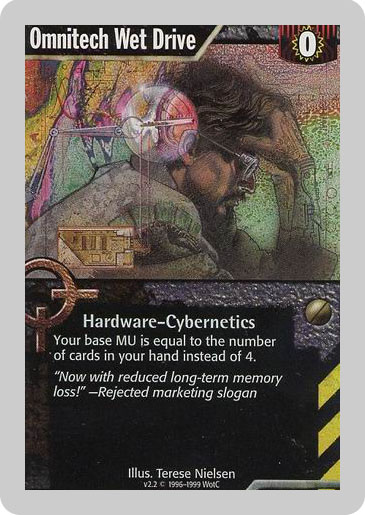 Omnitech Wet Drive
0
Hardware-Cybernetics
Your base MU is equal to the number
of cards in your hand instead of 4.
“Now with reduced long-term memory
loss!” —Rejected marketing slogan
Illus. Terese Nielsen
v2.2 © 1996-1999 WotC